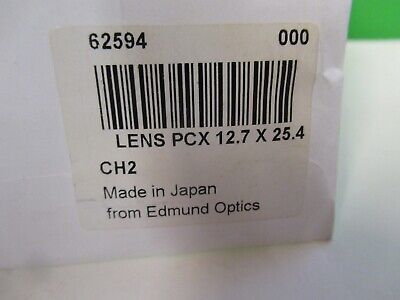 62594 000
LENS PCX 12.7 X 25.4
CH2
Made in Japan
from Edmund Optics